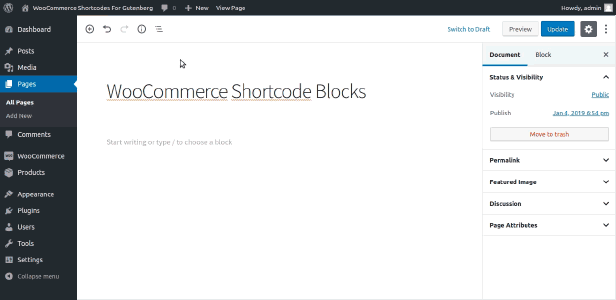 WooCommerce Shortcodes For Gutenberg 0 + New View Page Howdy, admin
Dashboard
Posts
Media
Pages
All Pages
Add New
Comments
WooCommerce
Products
Appearance
Plugins
Users
Tools
Settings
Collapse menu
Switch to Draft Preview Update
WooCommerce Shortcode Blocks
Start writing or type / to choose a block
Document Block
Status & Visibility
Visibility Public
Publish Jan 4, 2019 6:54 pm
Move to trash
Permalink
Featured Image
Discussion
Page Attributes